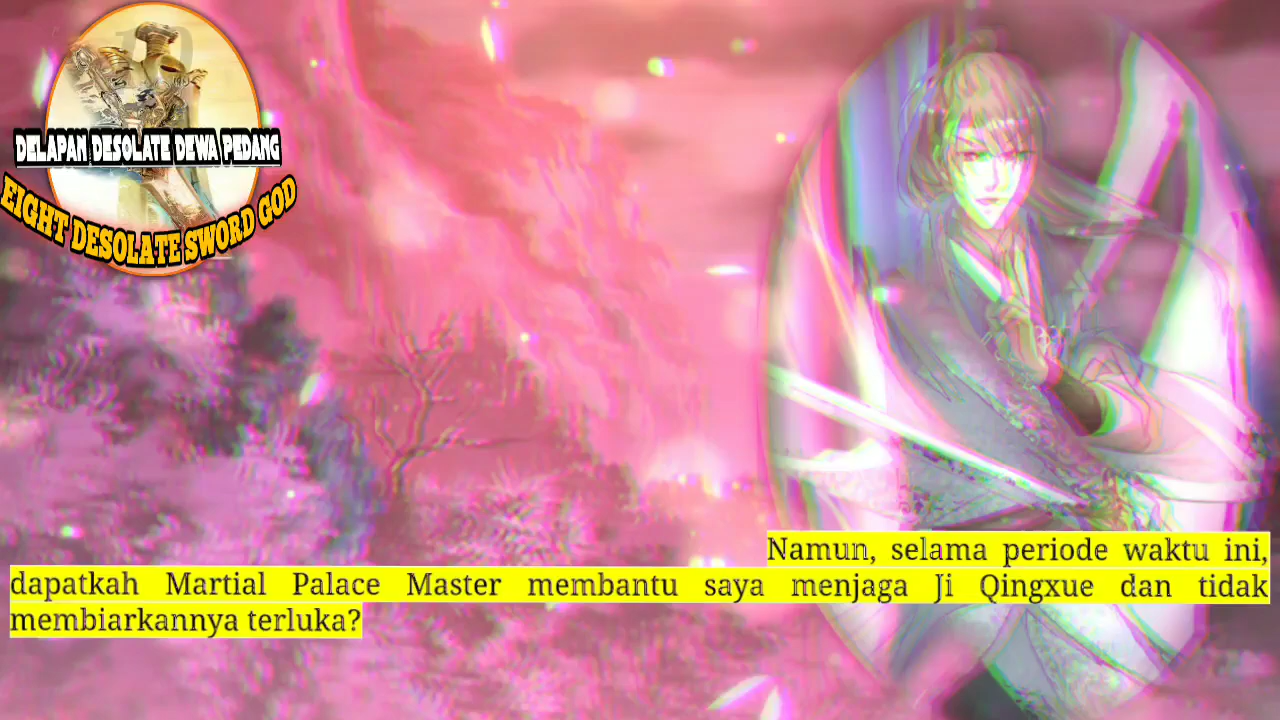 DELAPAN DESOLATE DEWA PEDANG
EIGHT DESOLATE SWORD GOD
Namun, selama periode waktu ini,
dapatkah Martial Palace Master membantu saya menjaga Ji Qingxue dan tidak
membiarkannya terluka?